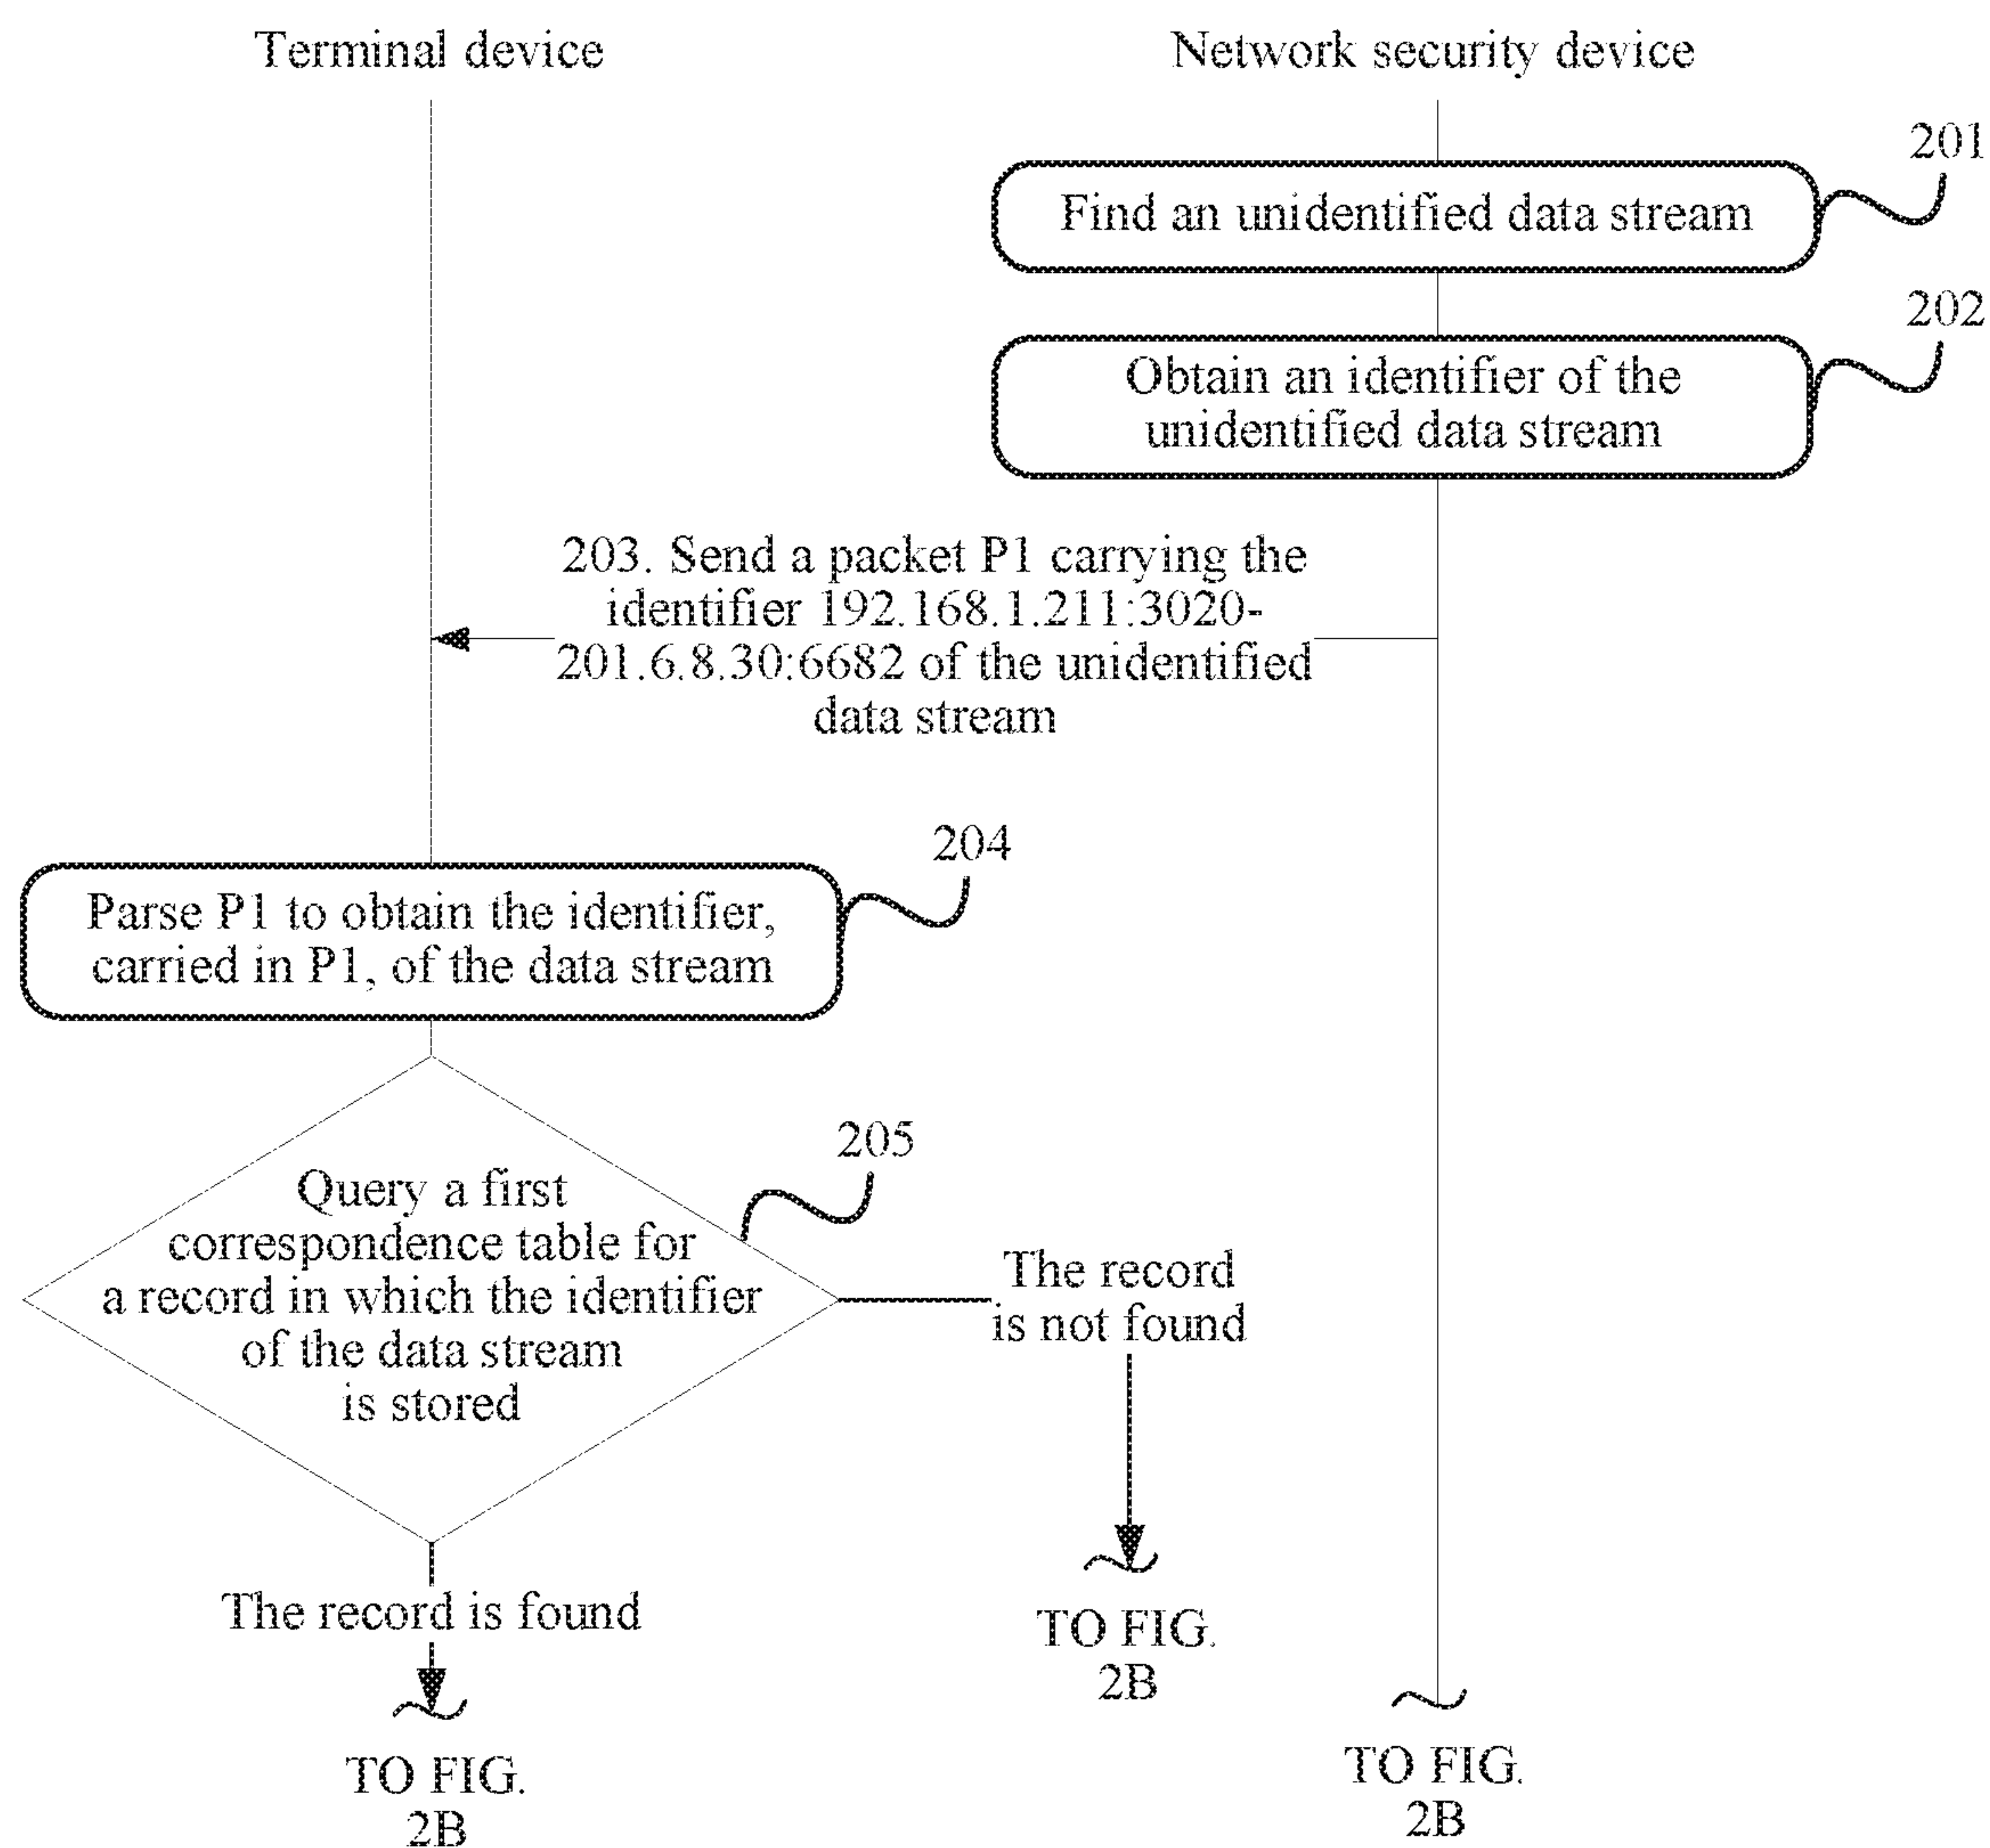 Terminal device
Network security device
201
Find an unidentified data stream
202
Obtain an identifier of the
unidentified data stream
203. Send a packet P1 carrying the
identifier 192.168.1.211:3020-
201.6.8.30:6682 of the unidentified
data stream
204
Parse P1 to obtain the identifier,
carried in P1, of the data stream
205
Query a first
correspondence table for
a record in which the identifier
of the data stream
is stored
The record
is not found
The record is found
TO FIG.
2B
TO FIG.
2B
TO FIG.
2B